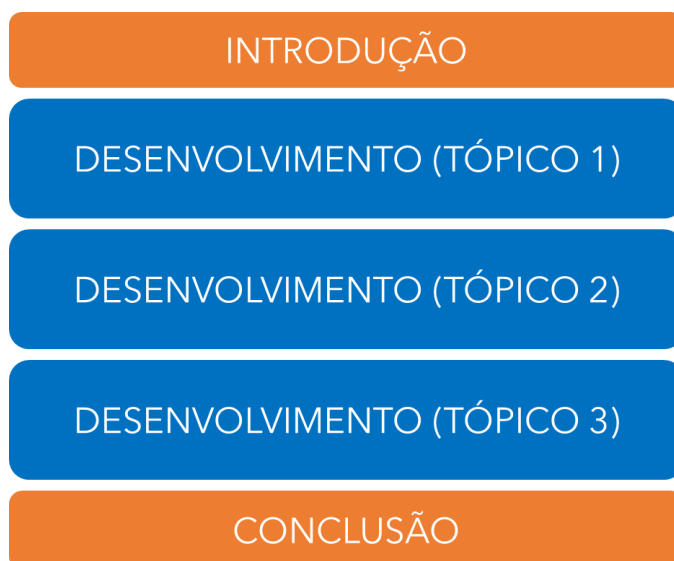 INTRODUÇÃO
DESENVOLVIMENTO (TÓPICO 1)
DESENVOLVIMENTO (TÓPICO 2)
DESENVOLVIMENTO (TÓPICO 3)
CONCLUSÃO